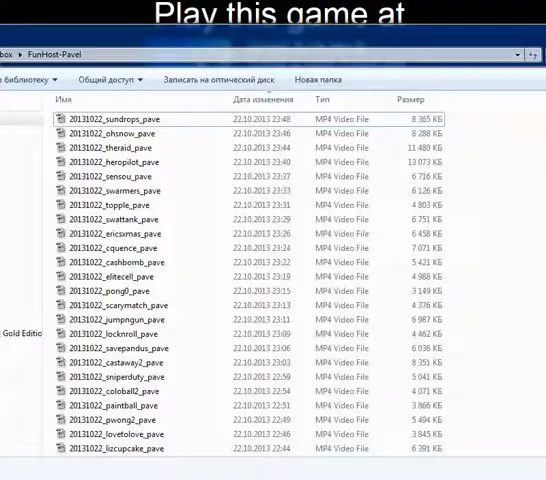 Play this game at
box ▸ FunHost-Pavel
в библиотеку Общий доступ Записать на оптический диск Новая папка
Имя Дата изменения Тип Размер
20131022_sundrops_pave 22.10.2013 23:48 MP4 Video File 8 365 КБ
20131022_ohsnow_pave 22.10.2013 23:46 MP4 Video File 8 288 КБ
20131022_theraid_pave 22.10.2013 23:44 MP4 Video File 11 480 КБ
20131022_heropilot_pave 22.10.2013 23:40 MP4 Video File 13 073 КБ
20131022_sensou_pave 22.10.2013 23:37 MP4 Video File 6 716 КБ
20131022_swarmers_pave 22.10.2013 23:33 MP4 Video File 6 126 КБ
20131022_topple_pave 22.10.2013 23:31 MP4 Video File 4 803 КБ
20131022_swattank_pave 22.10.2013 23:29 MP4 Video File 6 751 КБ
20131022_ericsxmas_pave 22.10.2013 23:26 MP4 Video File 6 458 КБ
20131022_cquence_pave 22.10.2013 23:24 MP4 Video File 7 071 КБ
20131022_cashbomb_pave 22.10.2013 23:22 MP4 Video File 5 421 КБ
20131022_elitecell_pave 22.10.2013 23:19 MP4 Video File 4 988 КБ
20131022_pong0_pave 22.10.2013 23:15 MP4 Video File 3 149 КБ
20131022_scarymatch_pave 22.10.2013 23:13 MP4 Video File 4 376 КБ
20131022_jumpngun_pave 22.10.2013 23:11 MP4 Video File 6 987 КБ
Gold Editio 20131022_locknroll_pave 22.10.2013 23:09 MP4 Video File 4 462 КБ
20131022_savepandus_pave 22.10.2013 23:06 MP4 Video File 6 036 КБ
20131022_castaway2_pave 22.10.2013 23:03 MP4 Video File 8 351 КБ
20131022_sniperduty_pave 22.10.2013 22:59 MP4 Video File 5 041 КБ
20131022_coloball2_pave 22.10.2013 22:54 MP4 Video File 4 071 КБ
20131022_paintball_pave 22.10.2013 22:51 MP4 Video File 3 866 КБ
20131022_pwong2_pave 22.10.2013 22:49 MP4 Video File 5 494 КБ
20131022_lovetolove_pave 22.10.2013 22:46 MP4 Video File 3 845 КБ
20131022_lizcupcake_pave 22.10.2013 22:44 MP4 Video File 6 391 КБ